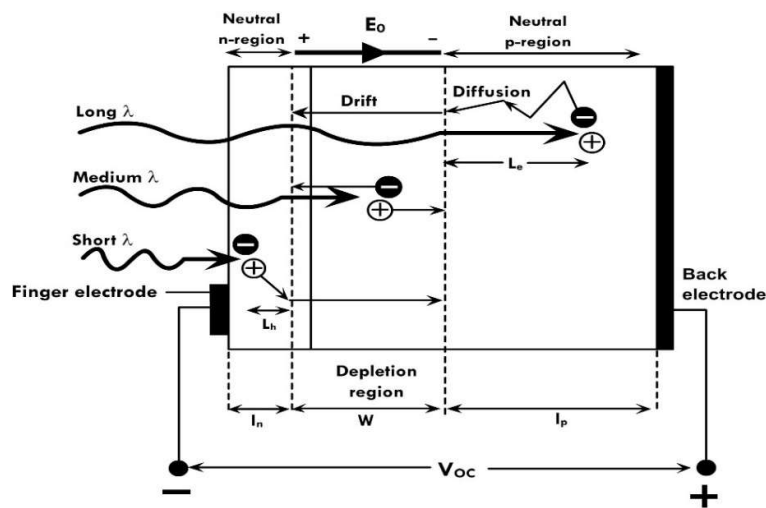 Neutral
n-region
+ E₀ −
Neutral
p-region
Long λ
Drift
Diffusion
−
+
Lₑ
Medium λ
−
+
Short λ
−
+
Finger electrode
Lₕ
Back
electrode
Depletion
region
lₙ
W
lₚ
V_OC
−
+